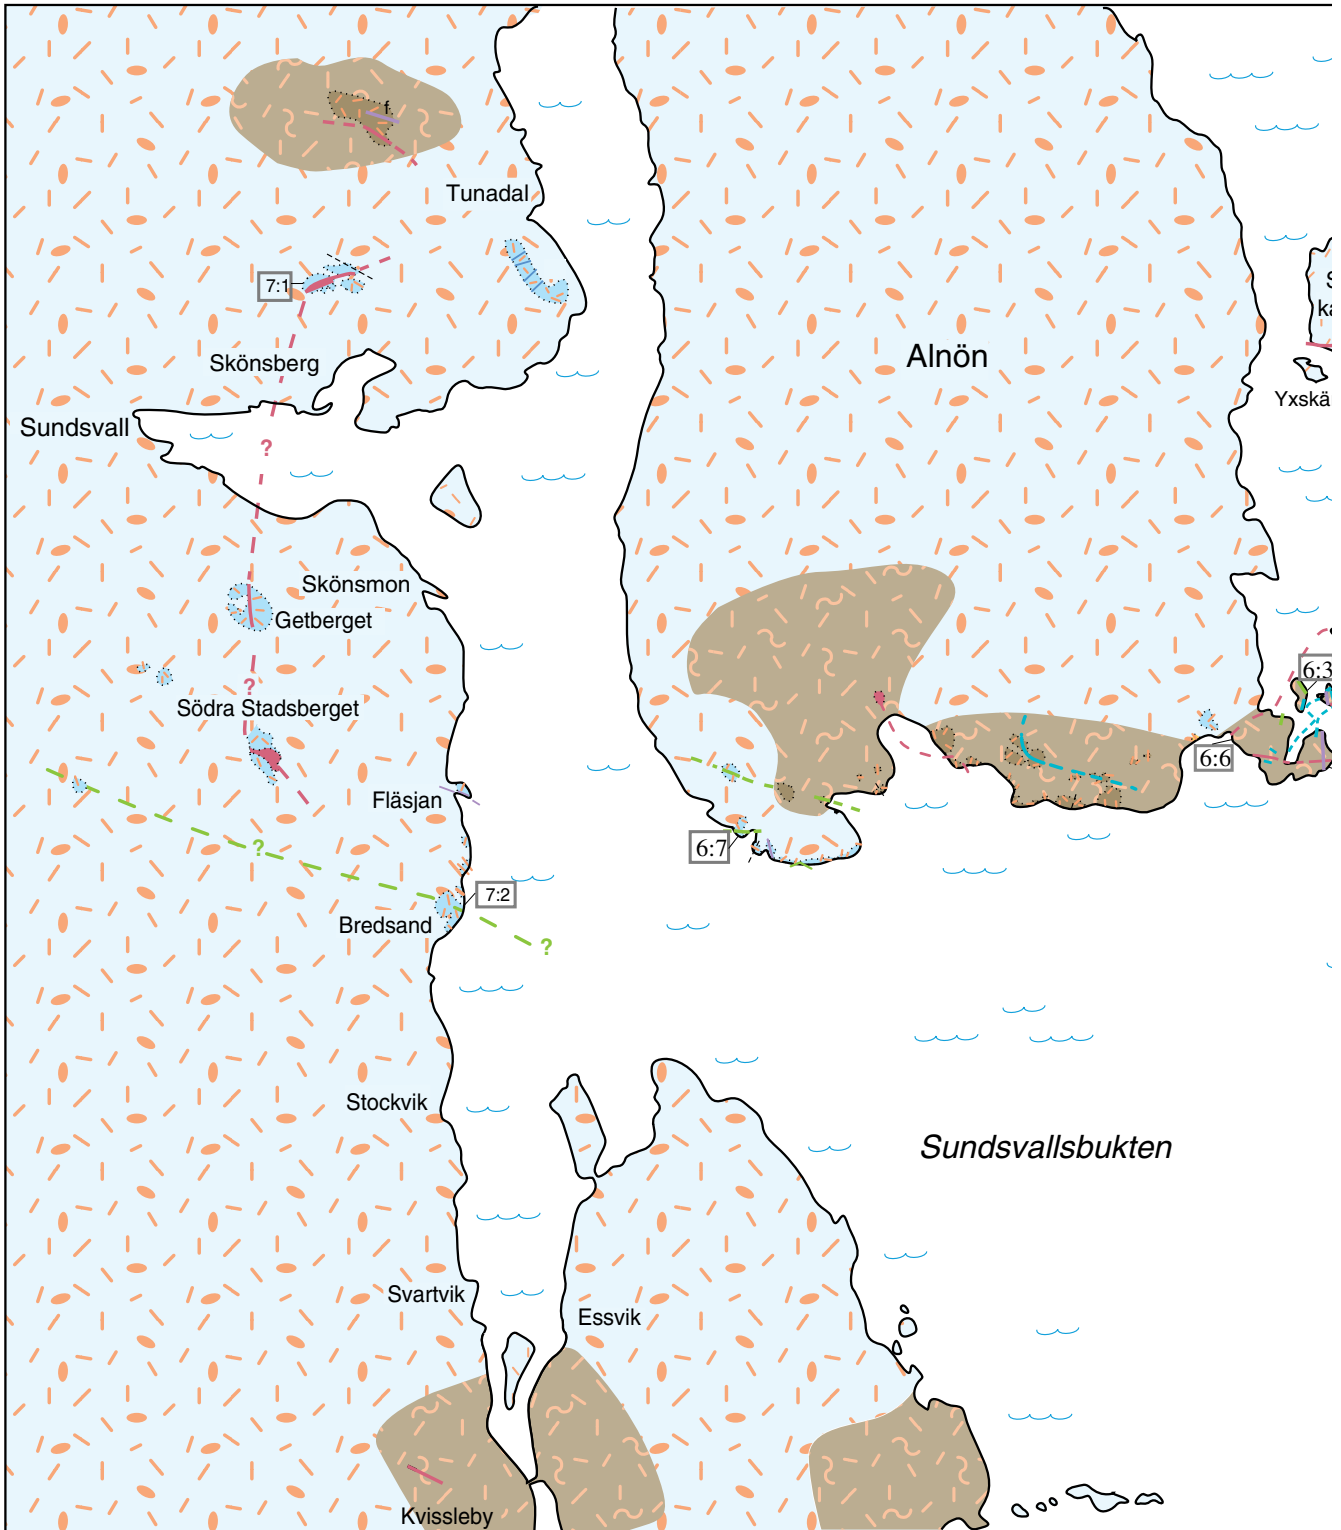 f
Tunadal
7:1
S
ka
Skönsberg
Alnön
Yxskä
Sundsvall
?
Skönsmon
Getberget
6:3
?
Södra Stadsberget
6:6
Fläsjan
?
6:7
7:2
Bredsand
?
Stockvik
Sundsvallsbukten
Svartvik
Essvik
Kvissleby